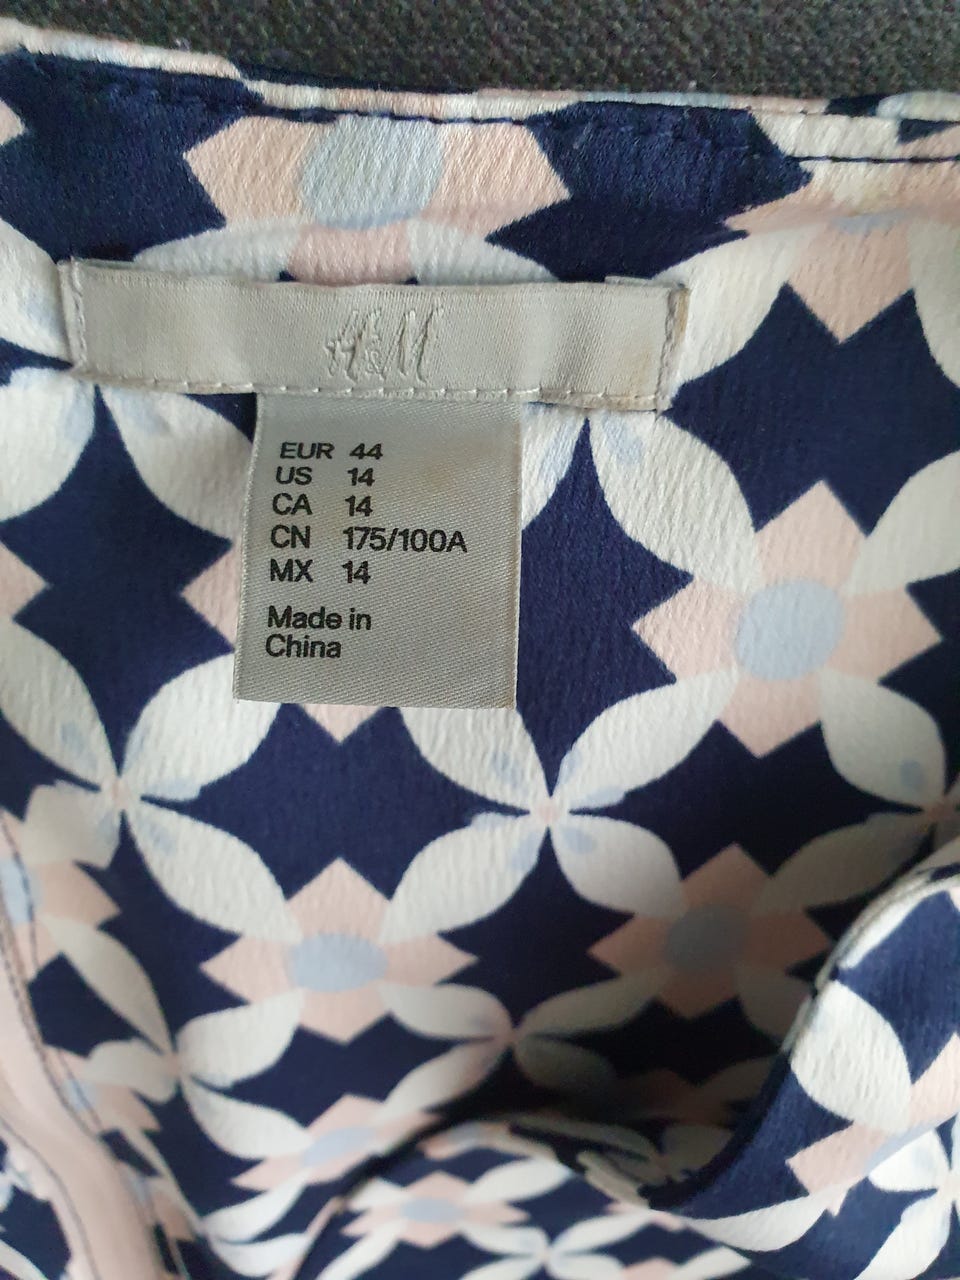 H&M
EUR 44
US 14
CA 14
CN 175/100A
MX 14
Made in
China